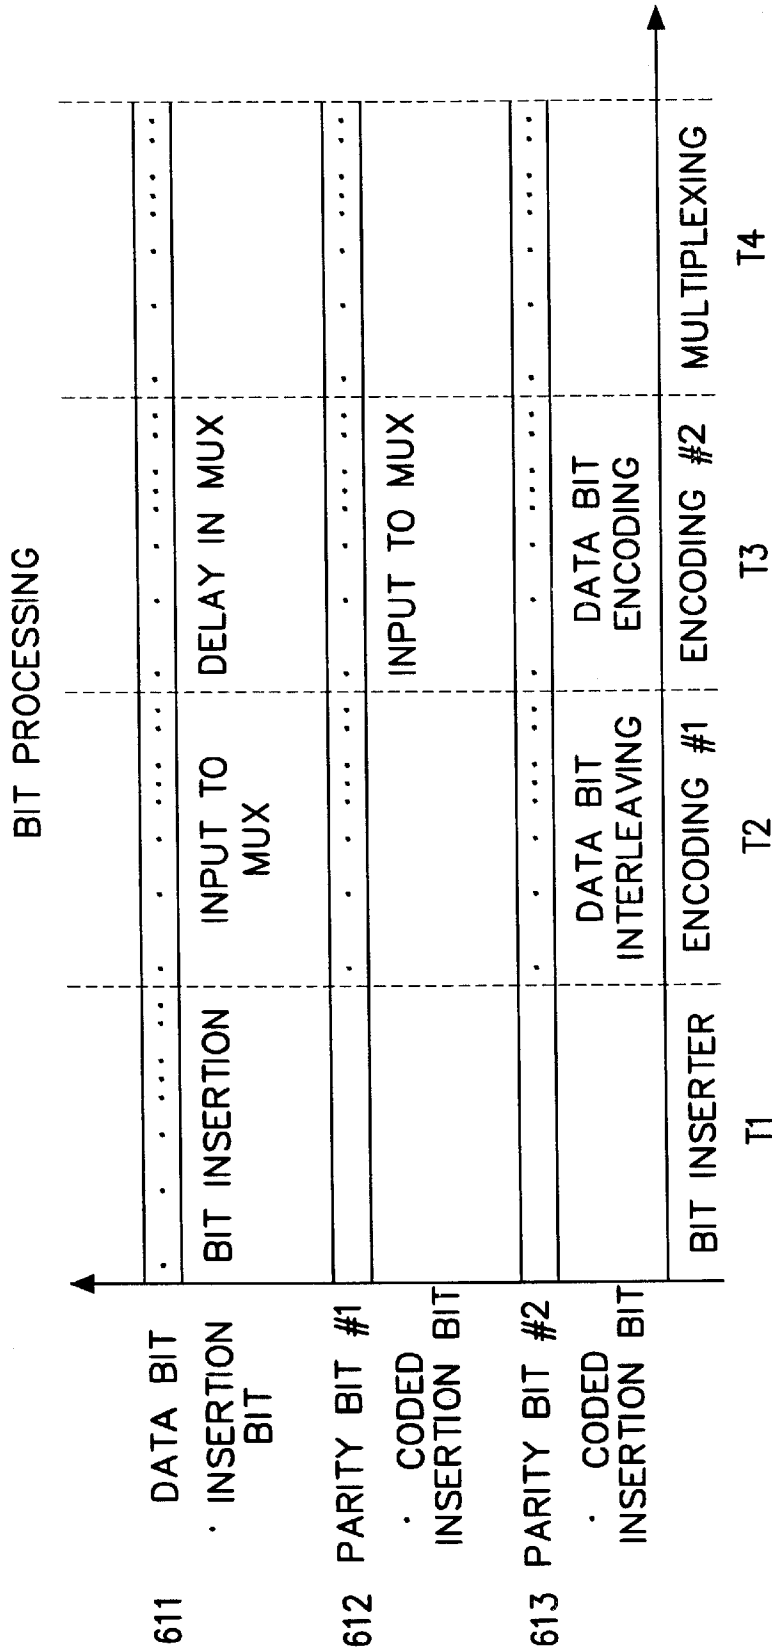 BIT PROCESSING
611 DATA BIT
· INSERTION
BIT
BIT INSERTION
INPUT TO
MUX
DELAY IN MUX
612 PARITY BIT #1
· CODED
INSERTION BIT
INPUT TO MUX
613 PARITY BIT #2
· CODED
INSERTION BIT
DATA BIT
INTERLEAVING
DATA BIT
ENCODING
BIT INSERTER
ENCODING #1
ENCODING #2
MULTIPLEXING
T1
T2
T3
T4